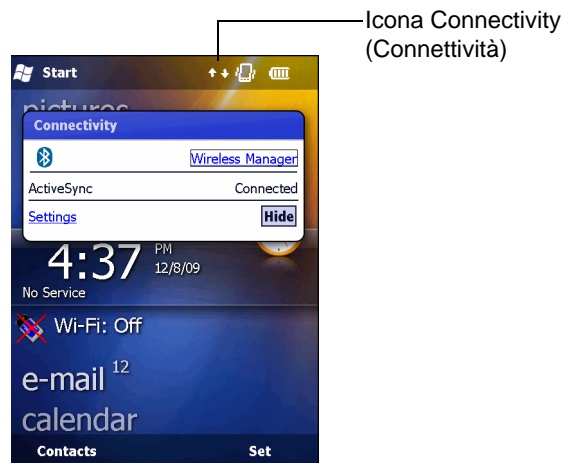 Icona Connectivity
(Connettività)
Start
pictures
Connectivity
Wireless Manager
ActiveSync Connected
Settings Hide
4:37 PM
12/8/09
No Service
Wi-Fi: Off
e-mail 12
calendar
Contacts Set